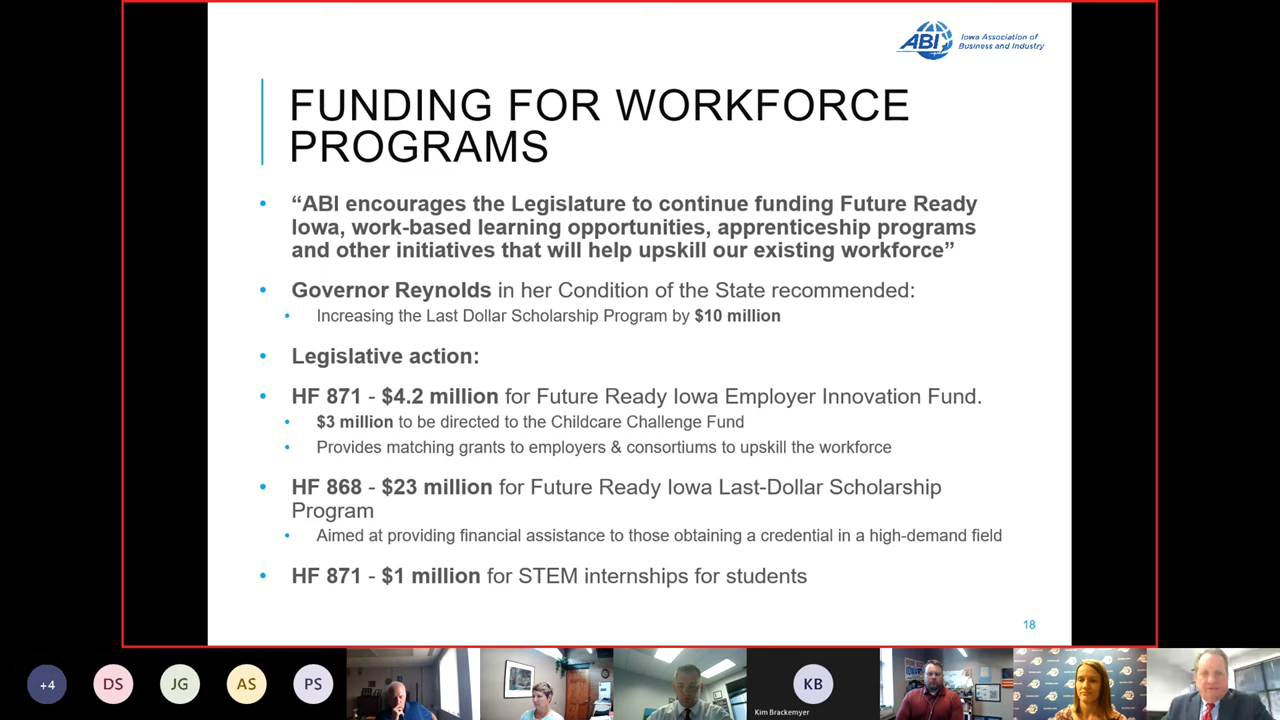 ABI
Iowa Association of
Business and Industry
FUNDING FOR WORKFORCE
PROGRAMS
• “ABI encourages the Legislature to continue funding Future Ready
Iowa, work-based learning opportunities, apprenticeship programs
and other initiatives that will help upskill our existing workforce”
• Governor Reynolds in her Condition of the State recommended:
• Increasing the Last Dollar Scholarship Program by $10 million
• Legislative action:
• HF 871 - $4.2 million for Future Ready Iowa Employer Innovation Fund.
• $3 million to be directed to the Childcare Challenge Fund
• Provides matching grants to employers & consortiums to upskill the workforce
• HF 868 - $23 million for Future Ready Iowa Last-Dollar Scholarship
Program
• Aimed at providing financial assistance to those obtaining a credential in a high-demand field
• HF 871 - $1 million for STEM internships for students
18
+4
DS
JG
AS
PS
KB
Kim Brackemyer